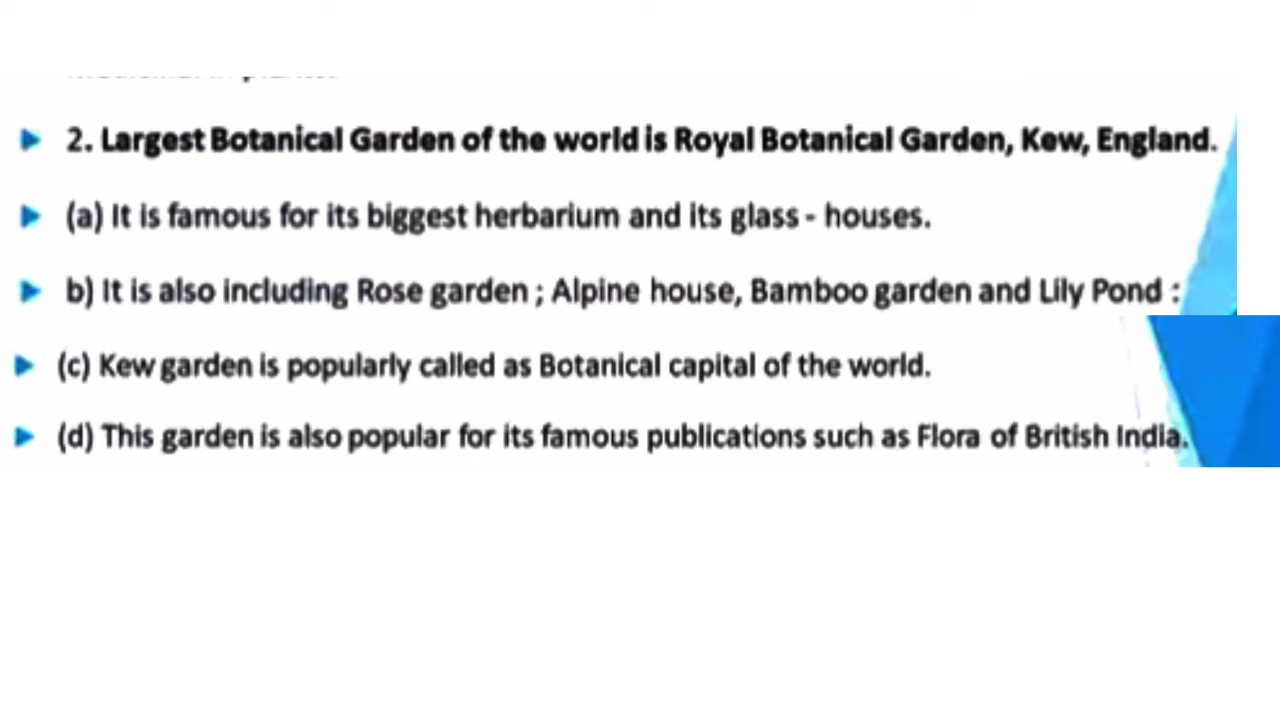 2. Largest Botanical Garden of the world is Royal Botanical Garden, Kew, England.
(a) It is famous for its biggest herbarium and its glass - houses.
b) It is also including Rose garden ; Alpine house, Bamboo garden and Lily Pond :
(c) Kew garden is popularly called as Botanical capital of the world.
(d) This garden is also popular for its famous publications such as Flora of British India.